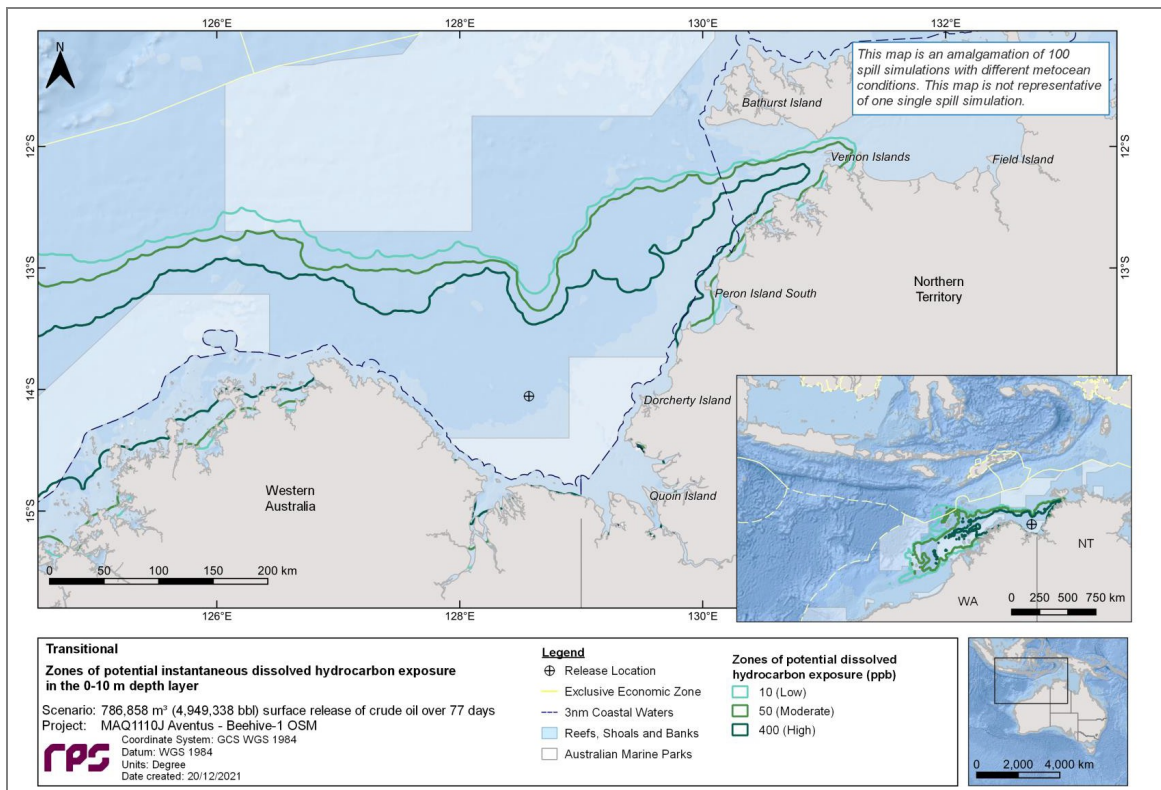 126°E
128°E
130°E
132°E
N
This map is an amalgamation of 100
spill simulations with different metocean
conditions. This map is not representative
of one single spill simulation.
Bathurst Island
12°S
12°S
Vernon Islands
Field Island
13°S
13°S
Northern
Territory
Peron Island South
14°S
Dorcherty Island
Western
Australia
Quoin Island
15°S
0 50 100 150 200 km
126°E
128°E
130°E
NT
WA
0 250 500 750 km
Transitional
Zones of potential instantaneous dissolved hydrocarbon exposure
in the 0-10 m depth layer
Scenario: 786,858 m³ (4,949,338 bbl) surface release of crude oil over 77 days
Project: MAQ1110J Aventus - Beehive-1 OSM
rps
Coordinate System: GCS WGS 1984
Datum: WGS 1984
Units: Degree
Date created: 20/12/2021
Legend
Release Location
Exclusive Economic Zone
3nm Coastal Waters
Reefs, Shoals and Banks
Australian Marine Parks
Zones of potential dissolved
hydrocarbon exposure (ppb)
10 (Low)
50 (Moderate)
400 (High)
0 2,000 4,000 km